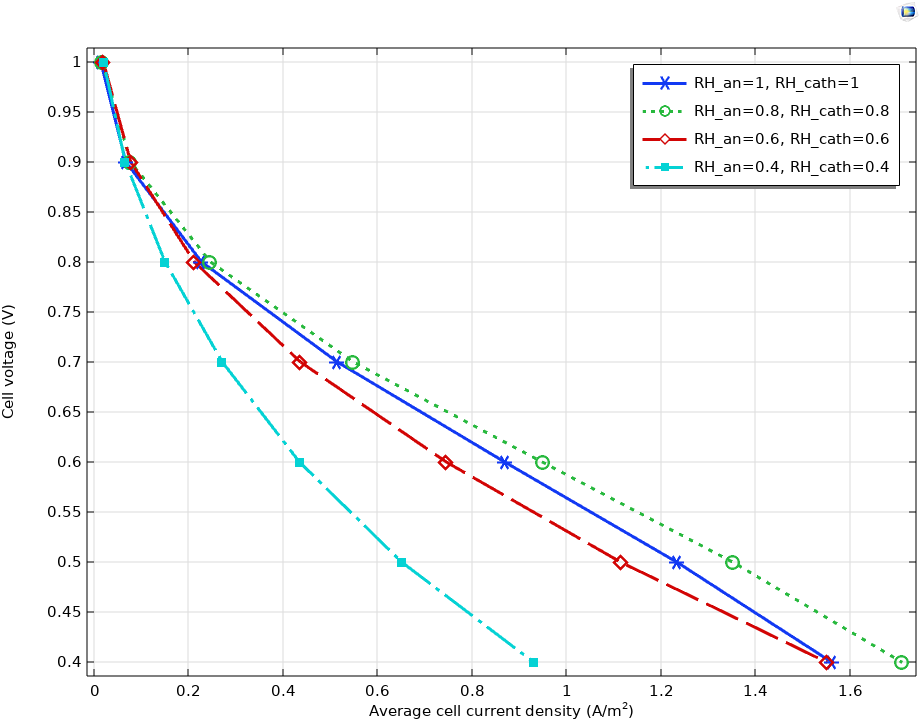 RH_an=1, RH_cath=1
RH_an=0.8, RH_cath=0.8
RH_an=0.6, RH_cath=0.6
RH_an=0.4, RH_cath=0.4
1
0.95
0.9
0.85
0.8
0.75
0.7
0.65
0.6
0.55
0.5
0.45
0.4
Cell voltage (V)
0 0.2 0.4 0.6 0.8 1 1.2 1.4 1.6
Average cell current density (A/m²)